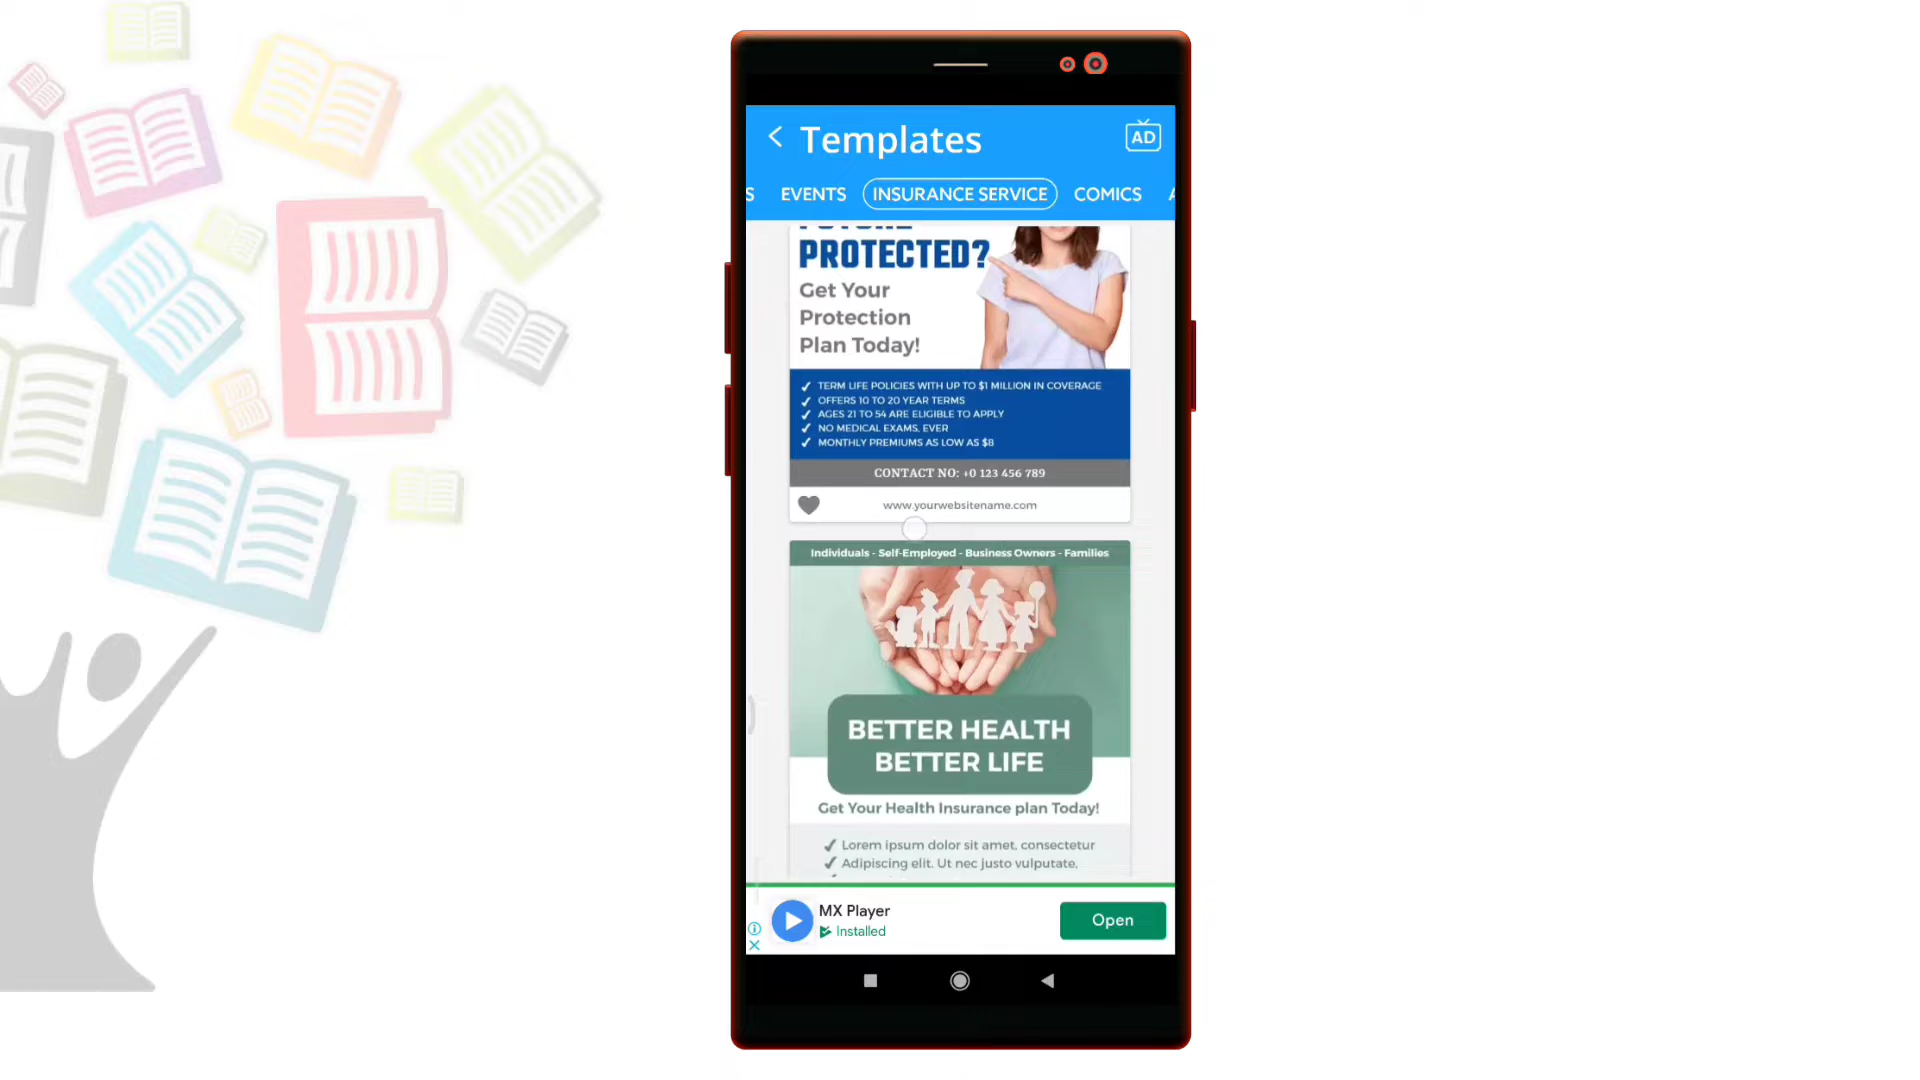 Templates
AD
S EVENTS INSURANCE SERVICE COMICS
PROTECTED?
Get Your
Protection
Plan Today!
✓ TERM LIFE POLICIES WITH UP TO $1 MILLION IN COVERAGE
✓ OFFERS 10 TO 20 YEAR TERMS
✓ AGES 21 TO 54 ARE ELIGIBLE TO APPLY
✓ NO MEDICAL EXAMS, EVER
✓ MONTHLY PREMIUMS AS LOW AS $8
CONTACT NO: +0 123 456 789
www.yourwebsitename.com
Individuals - Self-Employed - Business Owners - Families
BETTER HEALTH
BETTER LIFE
Get Your Health Insurance plan Today!
✓ Lorem ipsum dolor sit amet, consectetur
✓ Adipiscing elit. Ut nec justo vulputate,
MX Player
Installed
Open